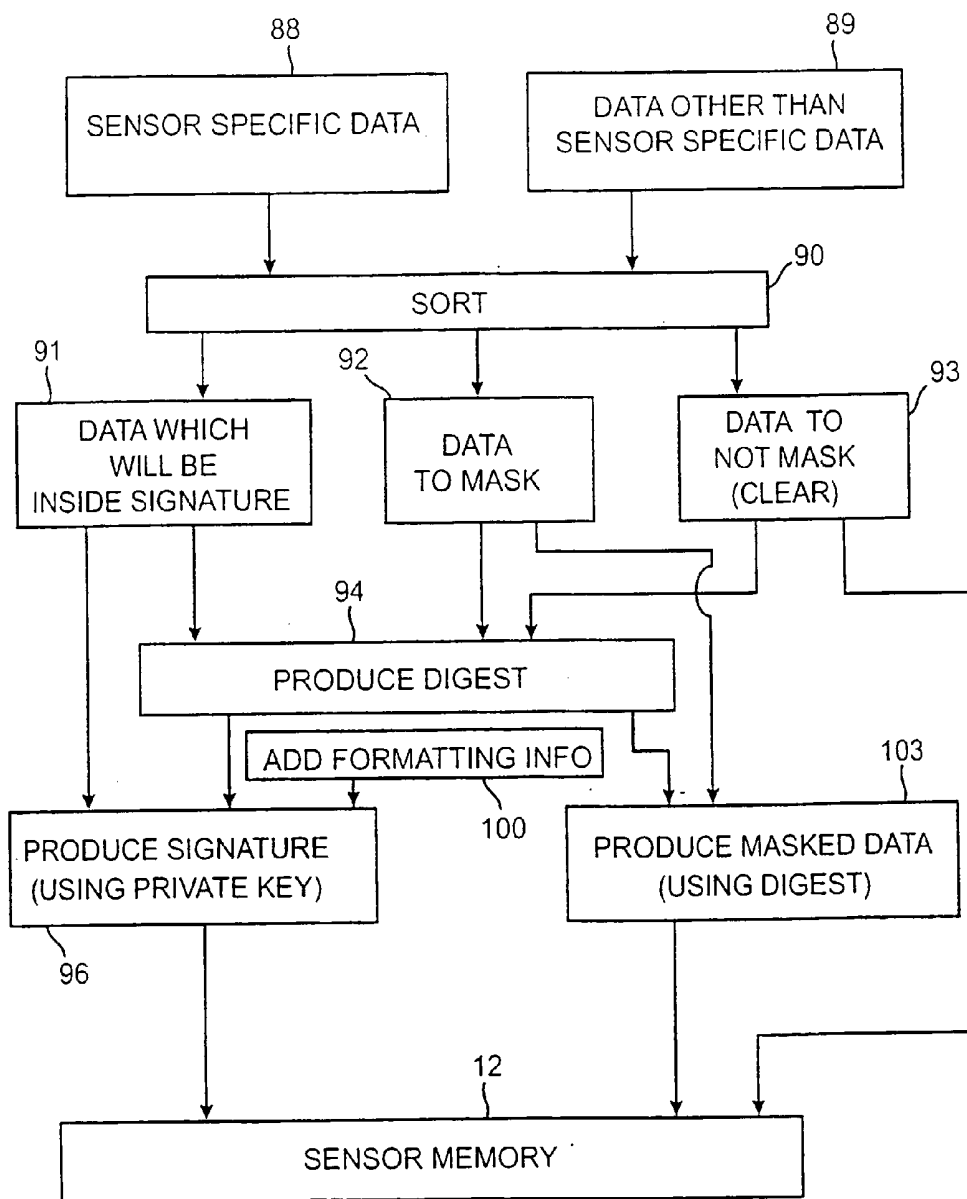 88
89
SENSOR SPECIFIC DATA
DATA OTHER THAN
SENSOR SPECIFIC DATA
90
SORT
91
92
93
DATA WHICH
WILL BE
INSIDE SIGNATURE
DATA
TO MASK
DATA TO
NOT MASK
(CLEAR)
94
PRODUCE DIGEST
ADD FORMATTING INFO
100
103
PRODUCE SIGNATURE
(USING PRIVATE KEY)
PRODUCE MASKED DATA
(USING DIGEST)
96
12
SENSOR MEMORY